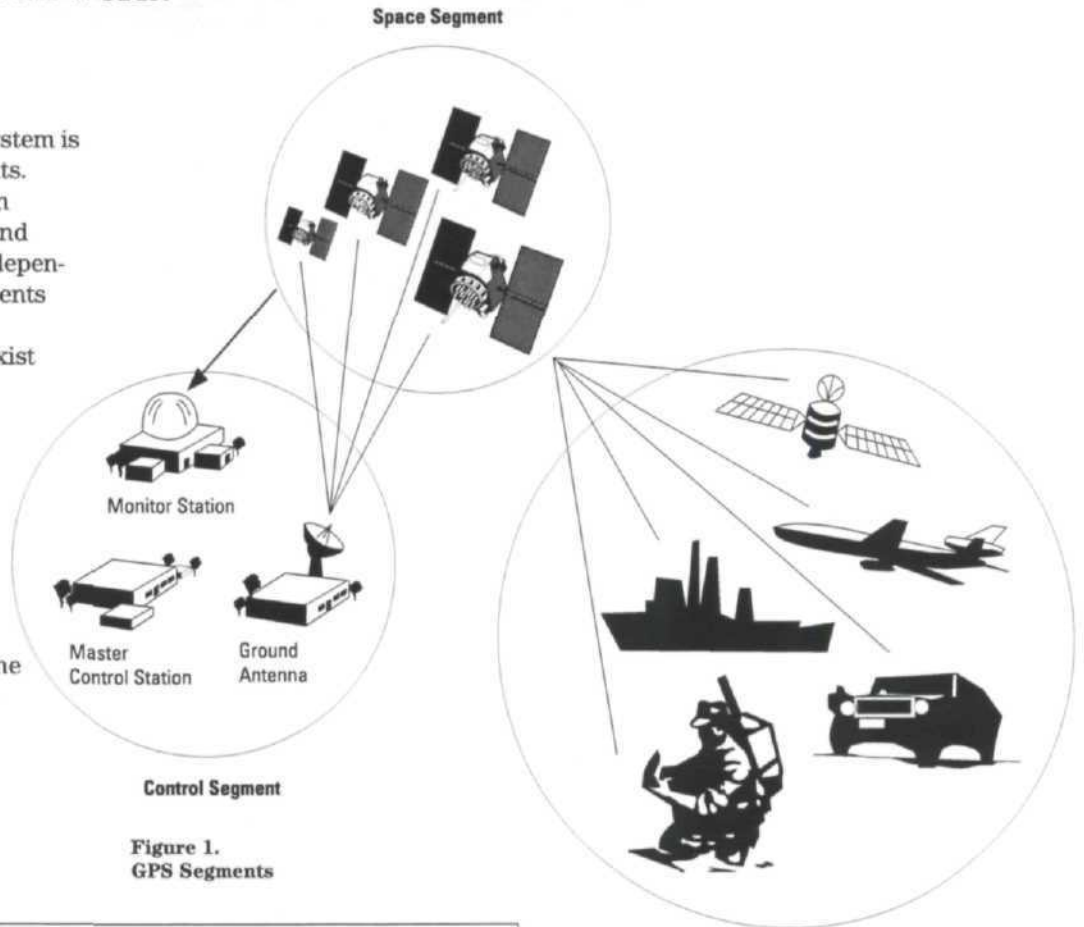 Space Segment
stem is
ts.
nd
depen-
ents
xist
Monitor Station
Master
Control Station
Ground
Antenna
ne
Control Segment
Figure 1.
GPS Segments